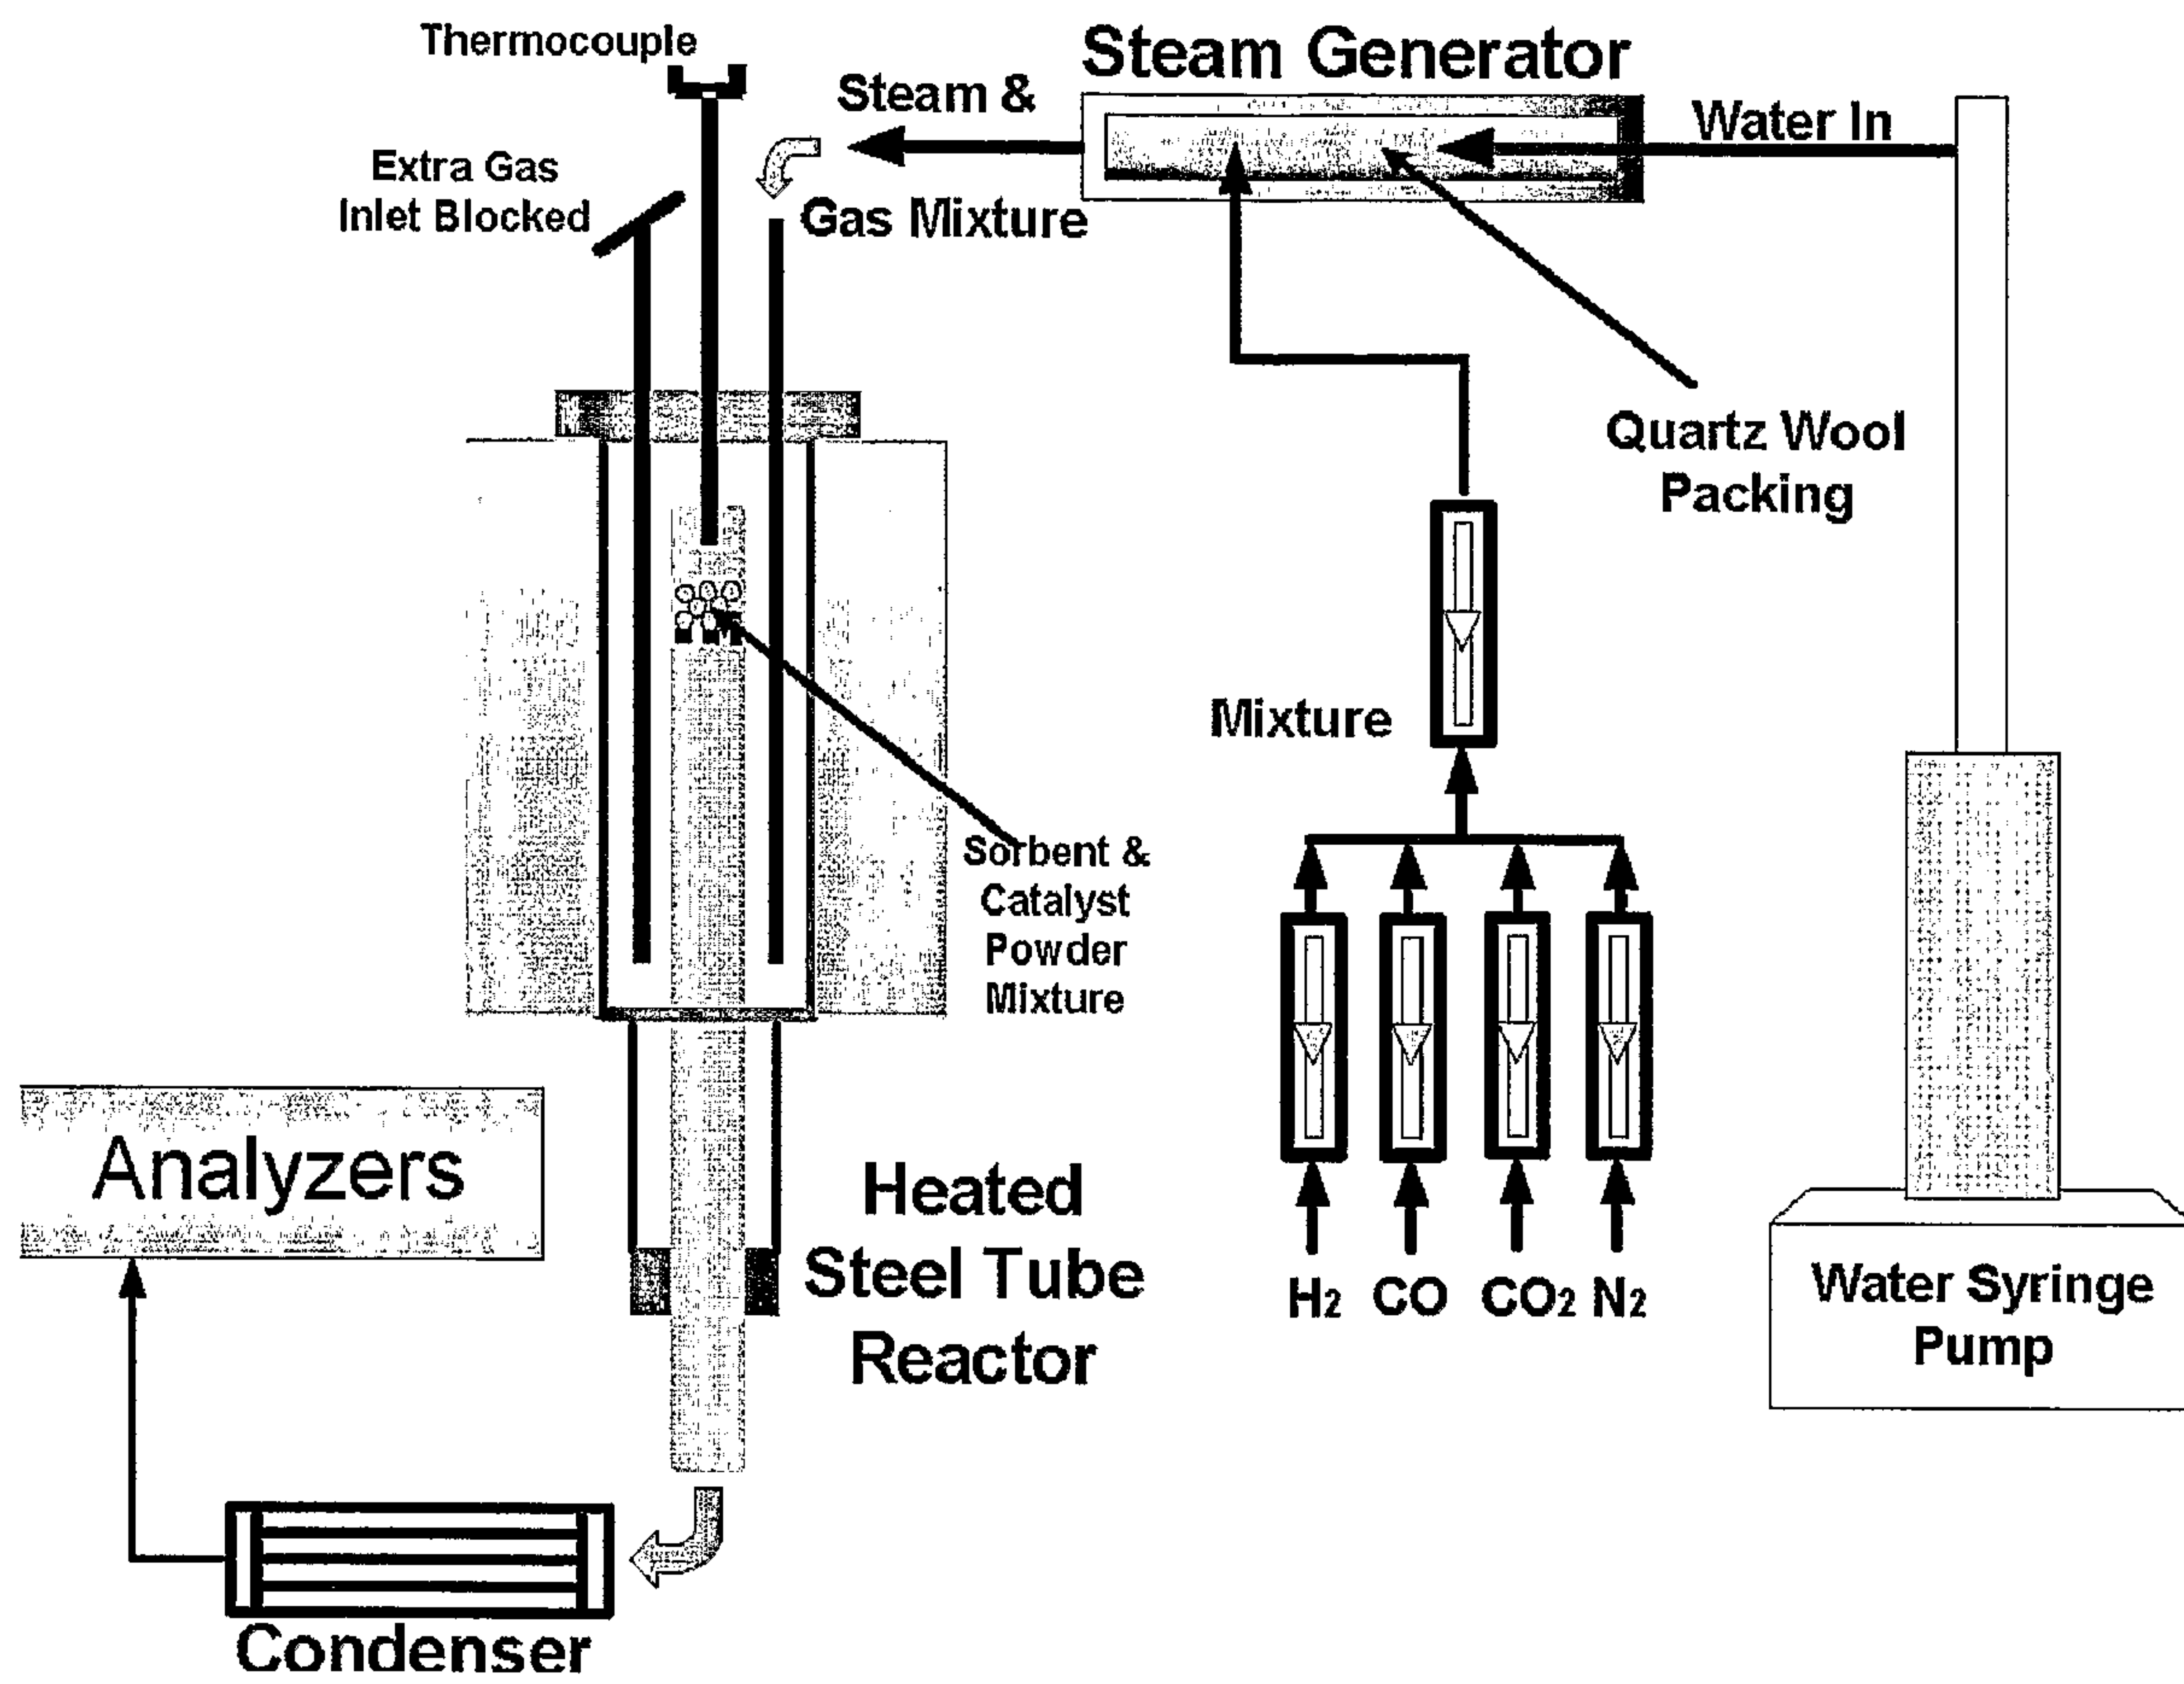 Thermocouple
Steam Generator
Steam &
Water In
Extra Gas
Inlet Blocked
Gas Mixture
Quartz Wool
Packing
Mixture
Sorbent &
Catalyst
Powder
Mixture
Analyzers
Heated
Steel Tube
Reactor
H2 CO CO2 N2
Water Syringe
Pump
Condenser